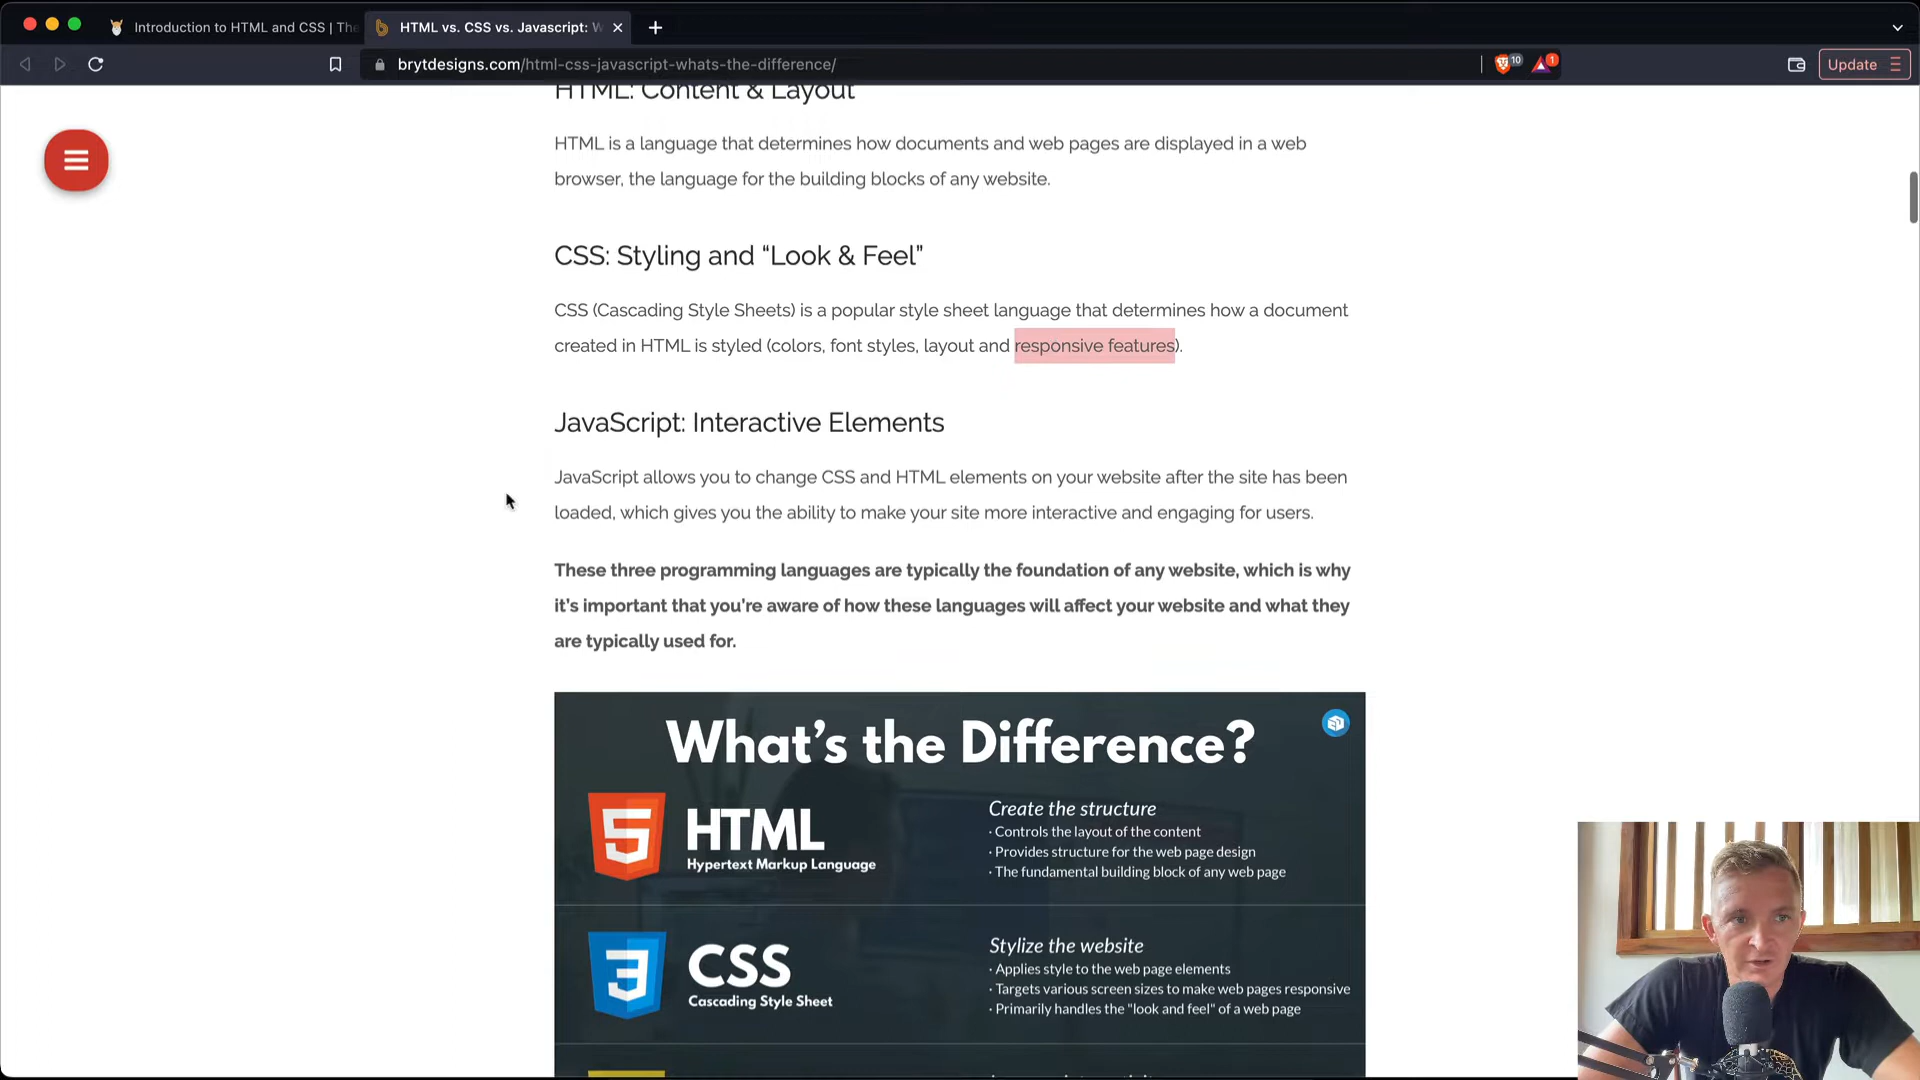 Introduction to HTML and CSS | The
HTML vs. CSS vs. Javascript: W
brytdesigns.com/html-css-javascript-whats-the-difference/
10
1
Update
HTML: Content & Layout
HTML is a language that determines how documents and web pages are displayed in a web
browser, the language for the building blocks of any website.
CSS: Styling and “Look & Feel”
CSS (Cascading Style Sheets) is a popular style sheet language that determines how a document
created in HTML is styled (colors, font styles, layout and responsive features).
JavaScript: Interactive Elements
JavaScript allows you to change CSS and HTML elements on your website after the site has been
loaded, which gives you the ability to make your site more interactive and engaging for users.
These three programming languages are typically the foundation of any website, which is why
it’s important that you’re aware of how these languages will affect your website and what they
are typically used for.
What’s the Difference?
5
HTML
Hypertext Markup Language
Create the structure
· Controls the layout of the content
· Provides structure for the web page design
· The fundamental building block of any web page
3
CSS
Cascading Style Sheet
Stylize the website
· Applies style to the web page elements
· Targets various screen sizes to make web pages responsive
· Primarily handles the "look and feel" of a web page